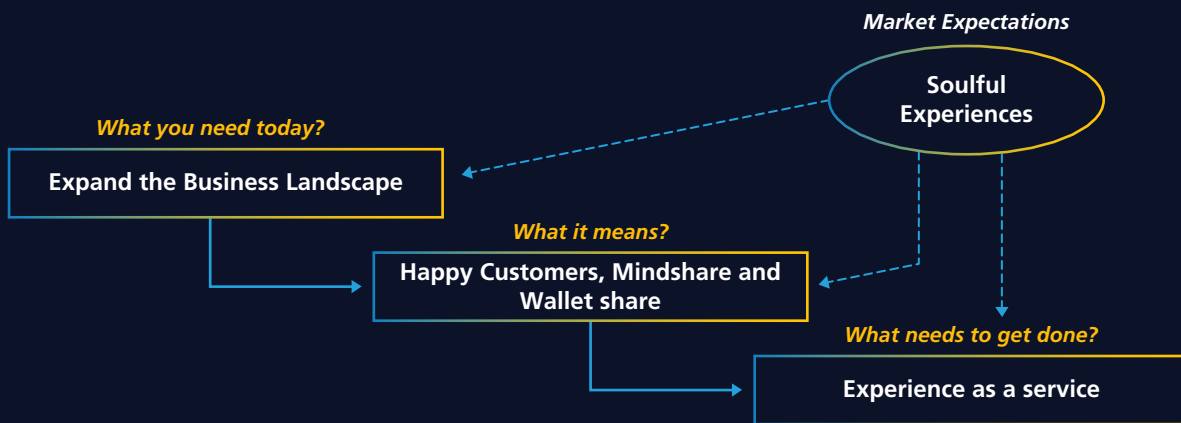 Market Expectations
Soulful
Experiences
What you need today?
Expand the Business Landscape
What it means?
Happy Customers, Mindshare and
Wallet share
What needs to get done?
Experience as a service